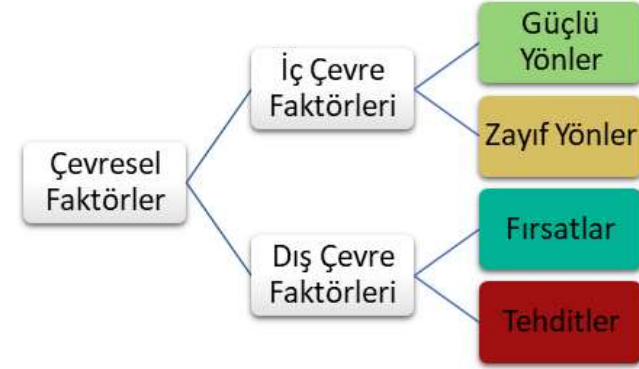 Çevresel
Faktörler
İç Çevre
Faktörleri
Güçlü
Yönler
Zayıf Yönler
Dış Çevre
Faktörleri
Fırsatlar
Tehditler